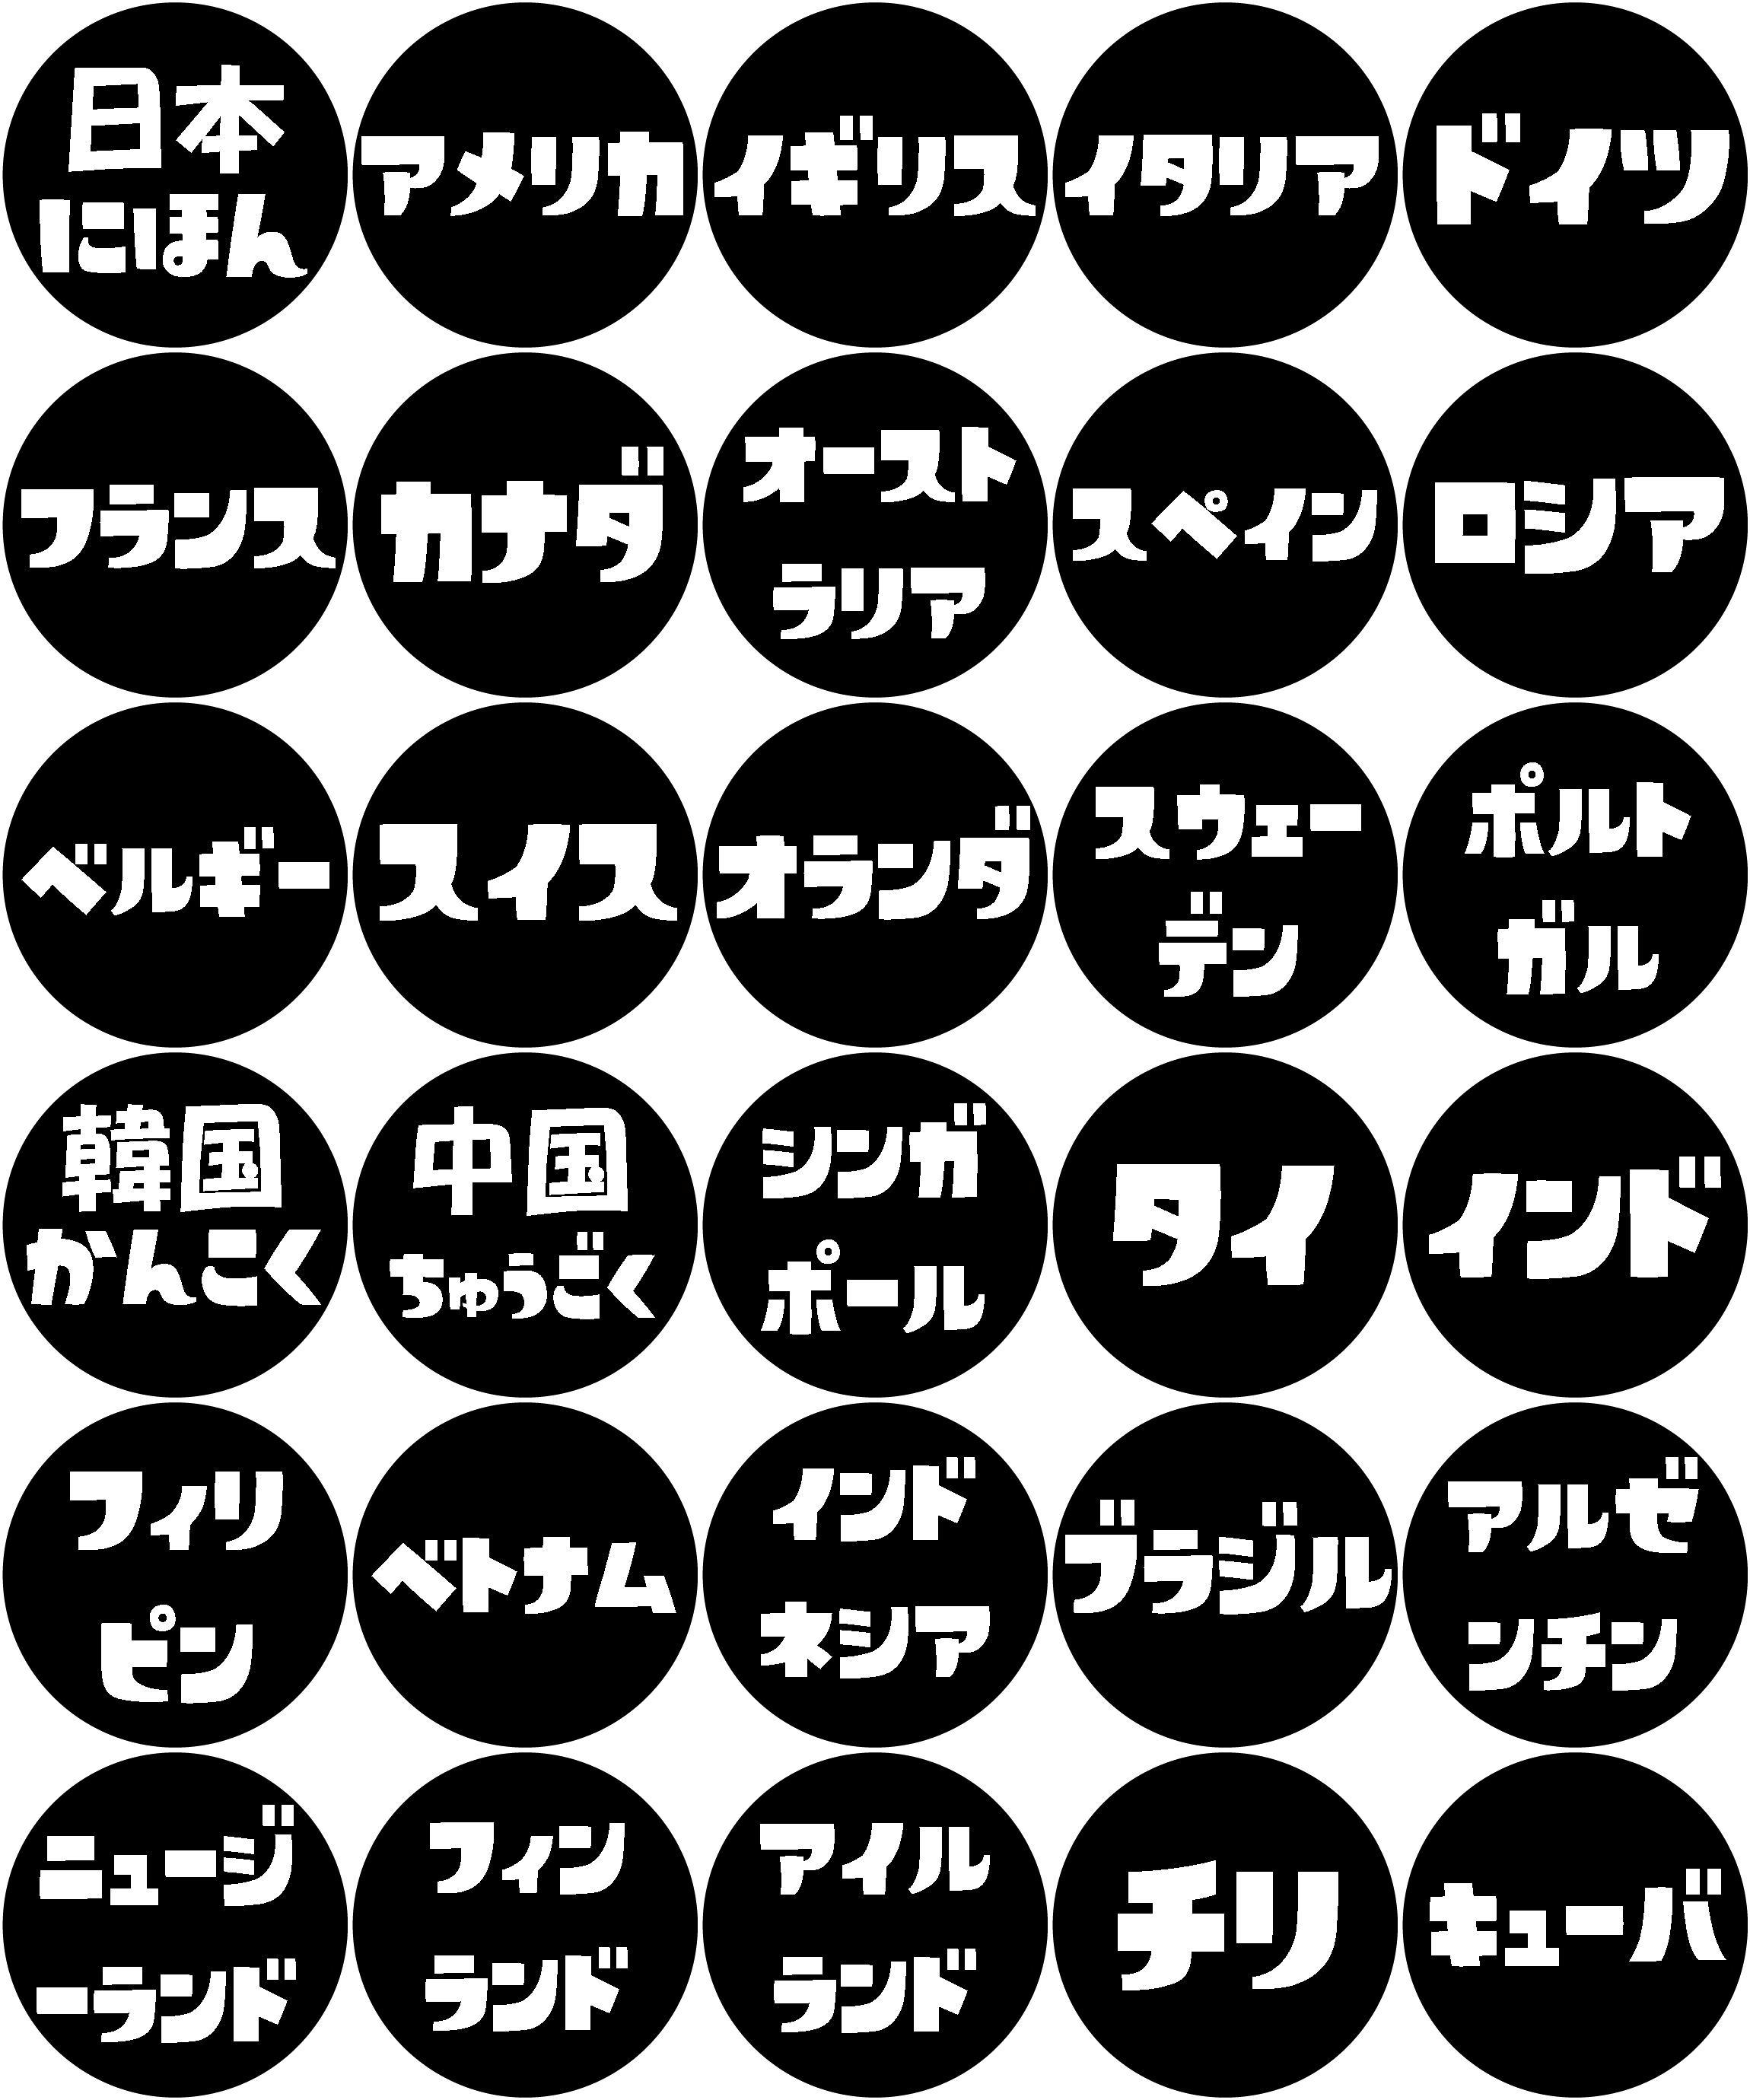 日本
にほん
アメリカ
イギリス
イタリア
ドイツ
フランス
カナダ
オースト
ラリア
スペイン
ロシア
ベルギー
スイス
オランダ
スウェー
デン
ポルト
ガル
韓国
かんこく
中国
ちゅうごく
シンガ
ポール
タイ
インド
フィリ
ピン
ベトナム
インド
ネシア
ブラジル
アルゼ
ンチン
ニュージ
ーランド
フィン
ランド
アイル
ランド
チリ
キューバ